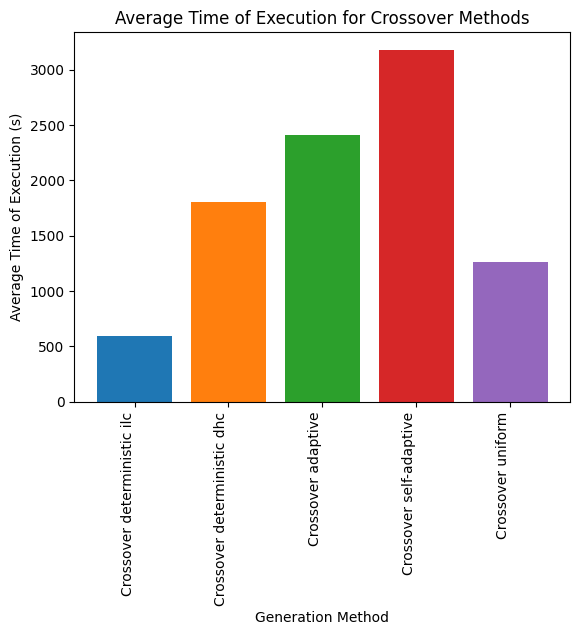 Average Time of Execution for Crossover Methods
Average Time of Execution (s)
3000
2500
2000
1500
1000
500
0
Crossover deterministic ilc
Crossover deterministic dhc
Crossover adaptive
Crossover self-adaptive
Crossover uniform
Generation Method